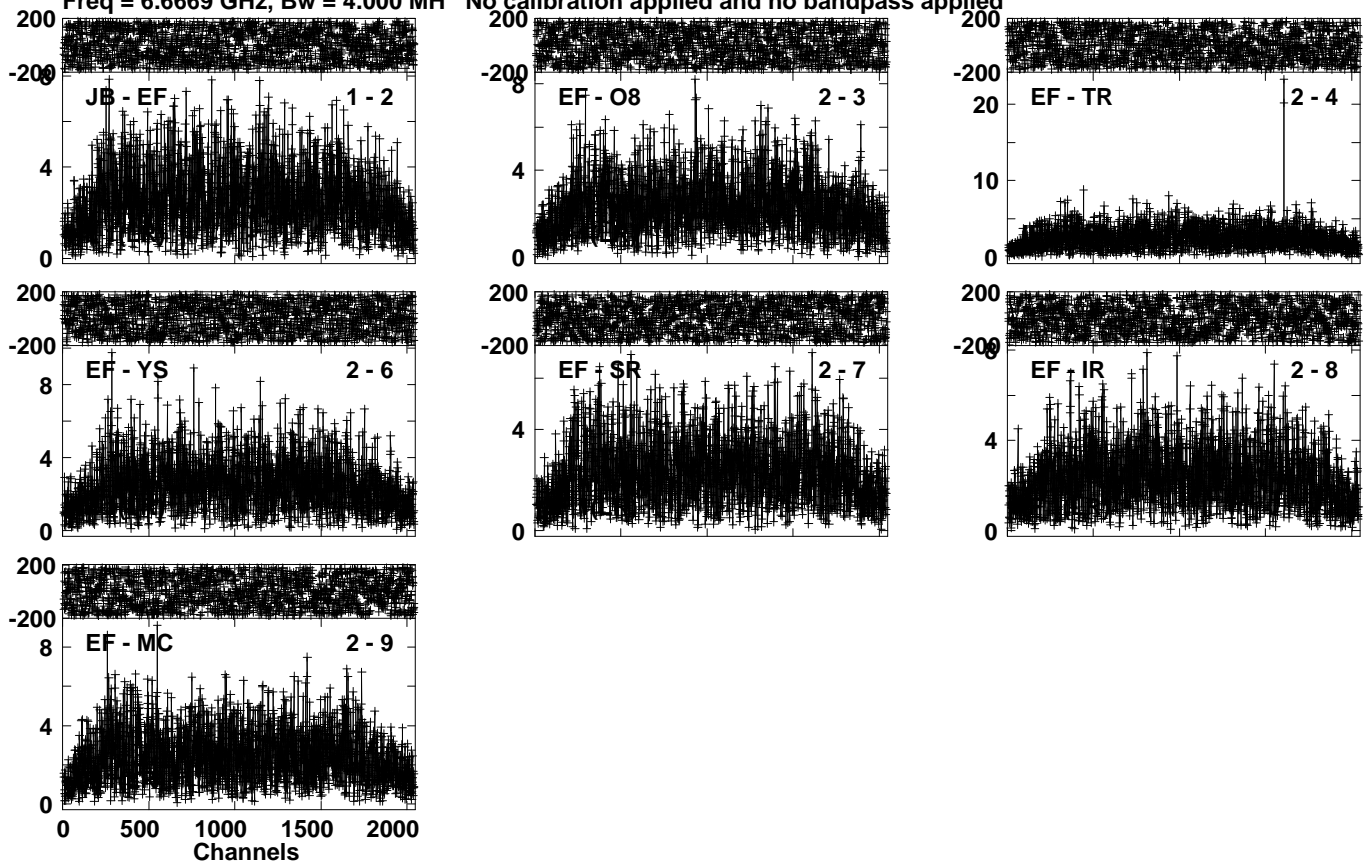 Freq = 6.6669 GHz, Bw = 4.000 MH No calibration applied and no bandpass applied
200 200 200
-200 -200 -200
8 8
JB - EF 1 - 2 EF - O8 2 - 3 EF - TR 2 - 4
20
4 4
10
0 0 0
200 200 200
-200 -200 -200
8
EF - YS 2 - 6 EF - SR 2 - 7 EF - IR 2 - 8
8
4 4 4
0 0 0
200
-200
EF - MC 2 - 9
8
4
0
0 500 1000 1500 2000
Channels